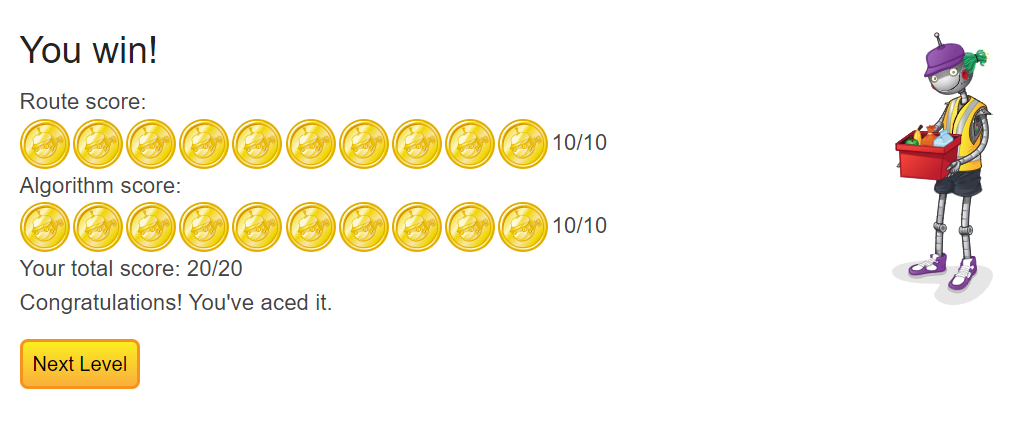 You win!
Route score:
10/10
Algorithm score:
10/10
Your total score: 20/20
Congratulations! You've aced it.
Next Level